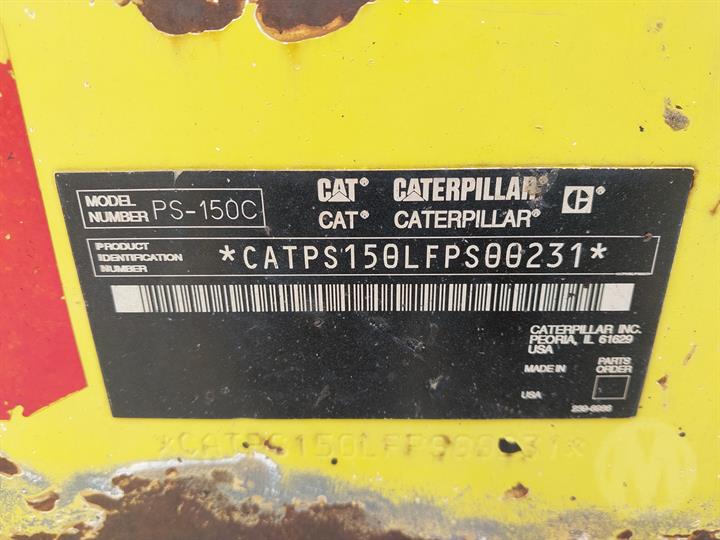 MODEL NUMBER PS-150C
CAT® CATERPILLAR®
CAT® CATERPILLAR®
PRODUCT IDENTIFICATION NUMBER *CATPS150LFPS00231*
CATERPILLAR INC.
PEORIA, IL 61629
USA
MADE IN
PARTS ORDER
USA
*CATPS150LFPS00231*